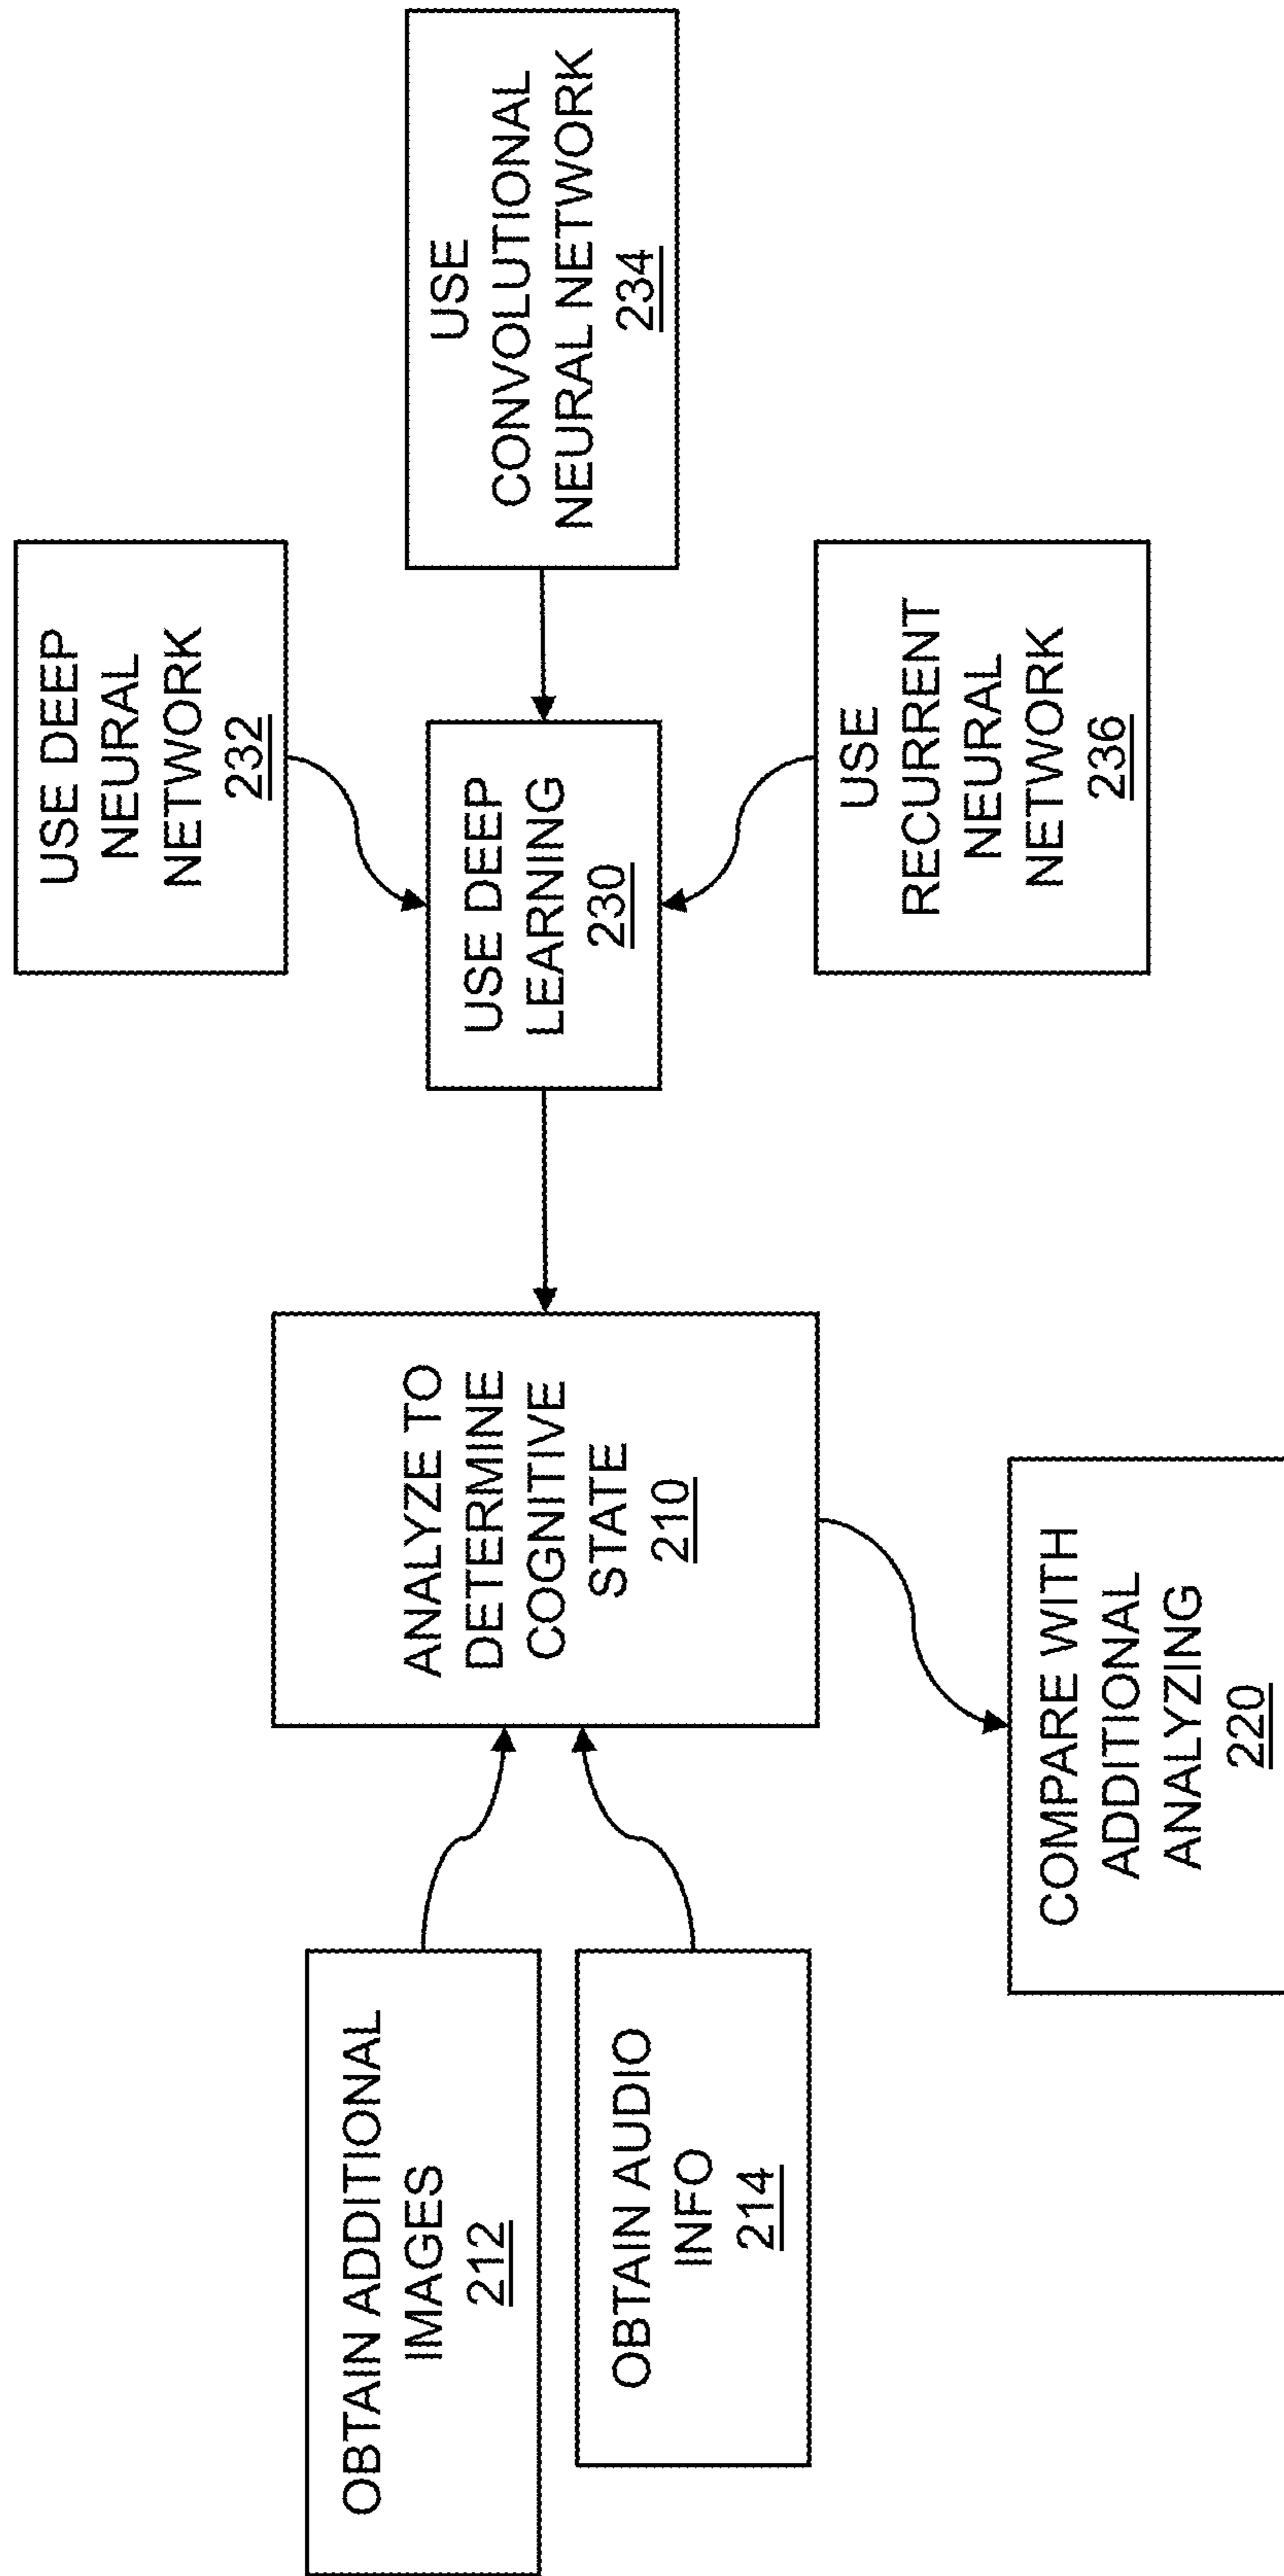 OBTAIN ADDITIONAL
IMAGES
212
OBTAIN AUDIO
INFO
214
ANALYZE TO
DETERMINE
COGNITIVE
STATE
210
COMPARE WITH
ADDITIONAL
ANALYZING
220
USE DEEP
LEARNING
230
USE DEEP
NEURAL
NETWORK
232
USE
CONVOLUTIONAL
NEURAL NETWORK
234
USE
RECURRENT
NEURAL
NETWORK
236